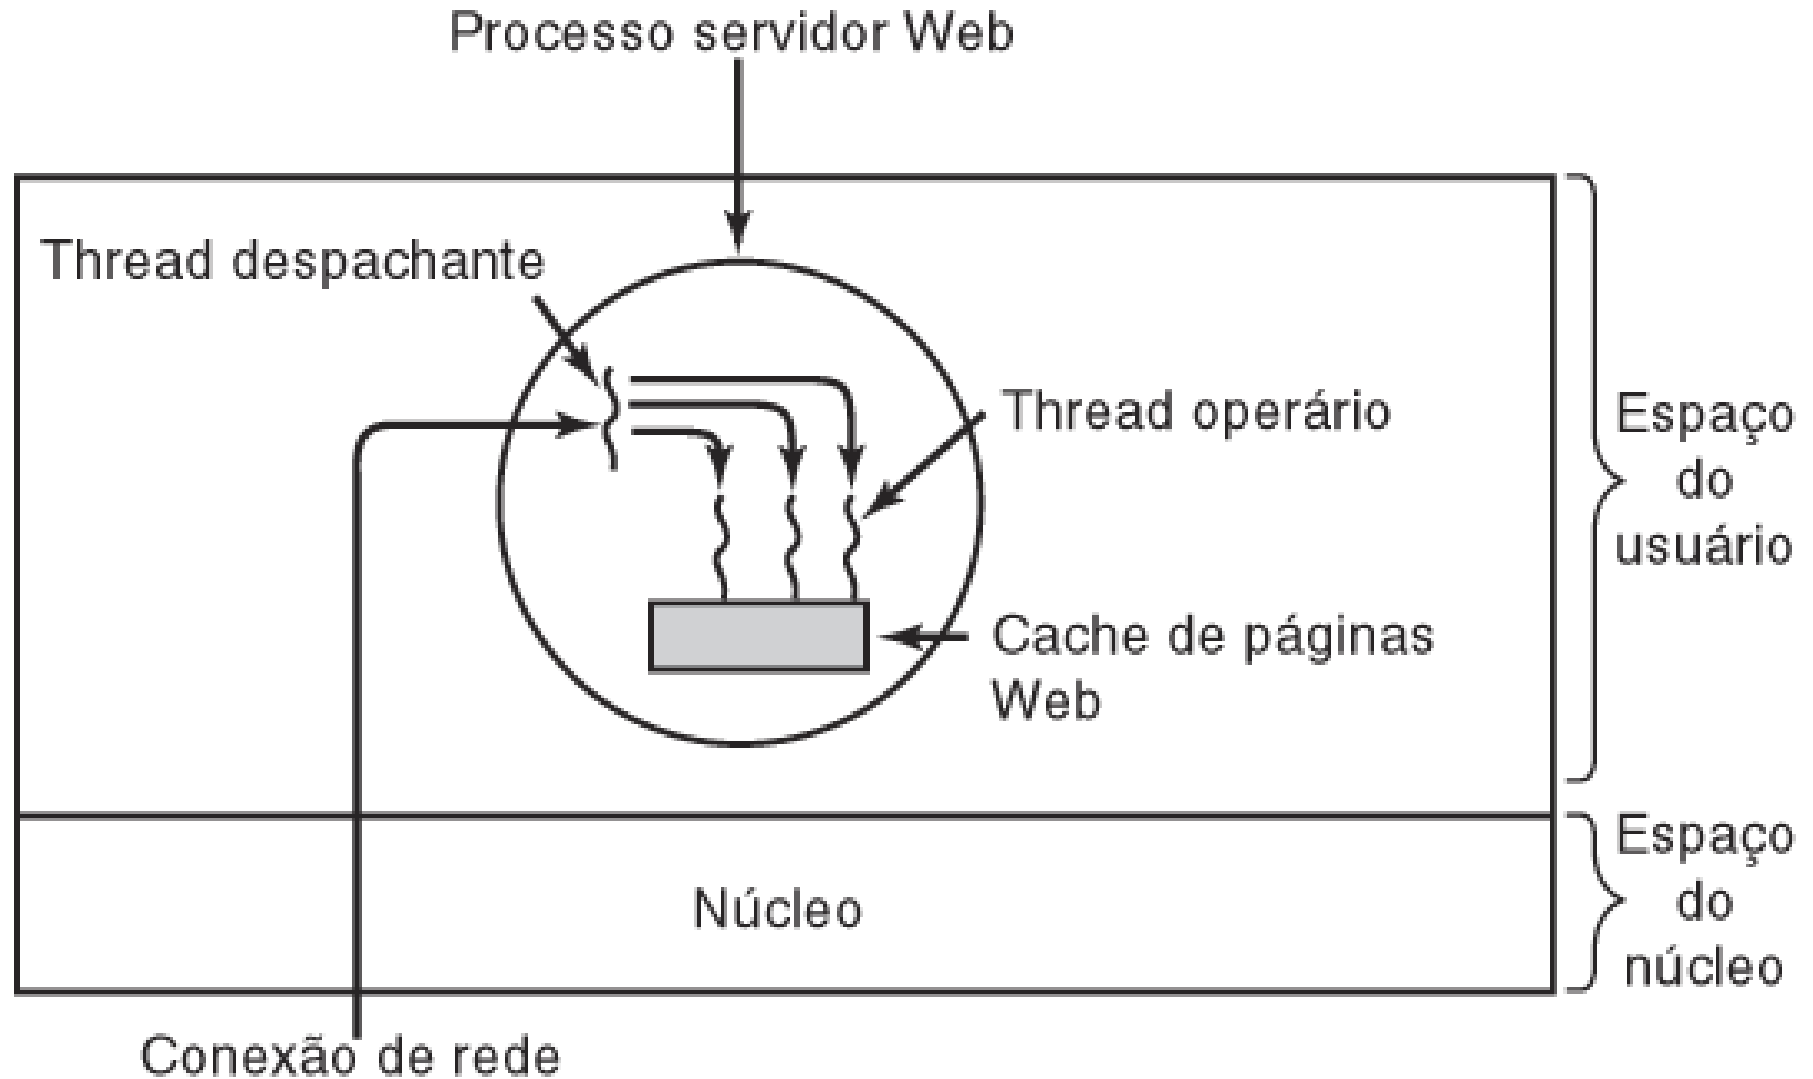 Processo servidor Web
Thread despachante
Thread operário
Espaço
do
usuário
Cache de páginas
Web
Espaço
do
núcleo
Núcleo
Conexão de rede